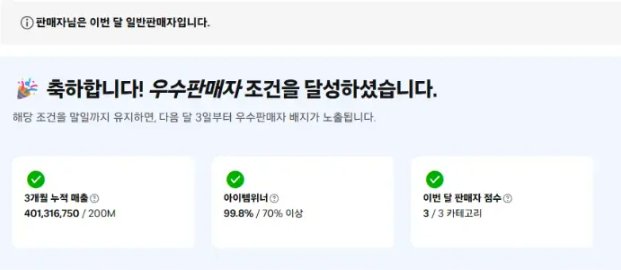 판매자님은 이번 달 일반판매자입니다.
축하합니다! 우수판매자 조건을 달성하셨습니다.
해당 조건을 말일까지 유지하면, 다음 달 3일부터 우수판매자 배지가 노출됩니다.
3개월 누적 매출
401,316,750 / 200M
아이템위너
99.8% / 70% 이상
이번 달 판매자 점수
3 / 3 카테고리